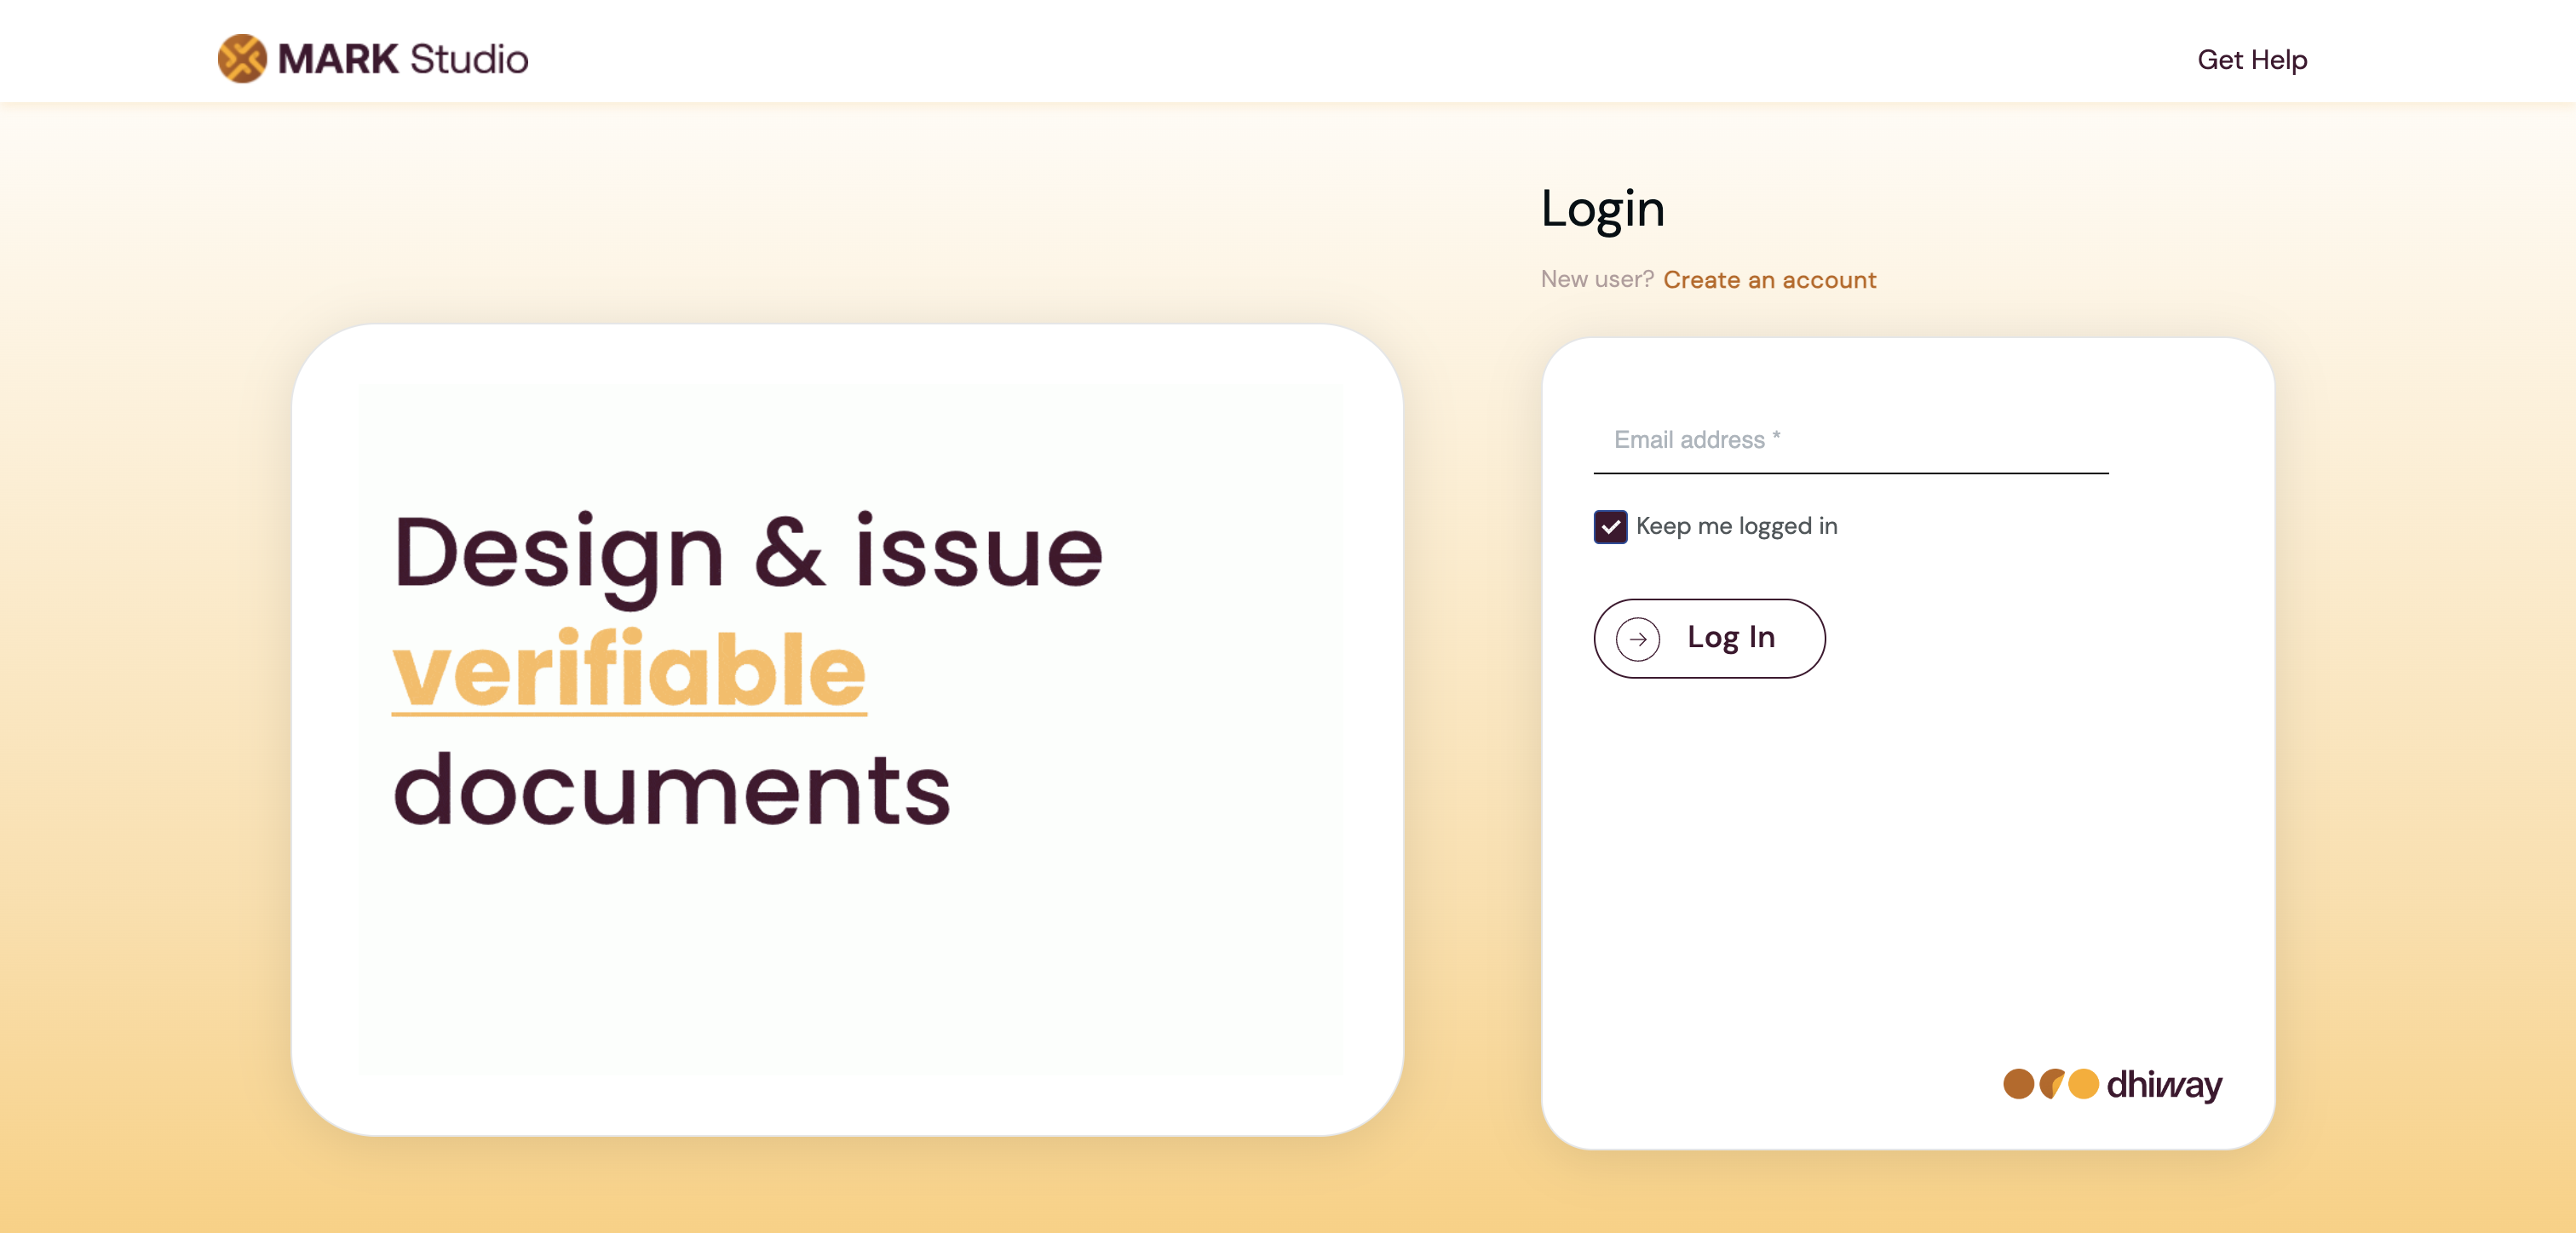 MARK Studio
Get Help
Login
New user? Create an account
Design & issue
verifiable
documents
Email address *
Keep me logged in
Log In
dhiway